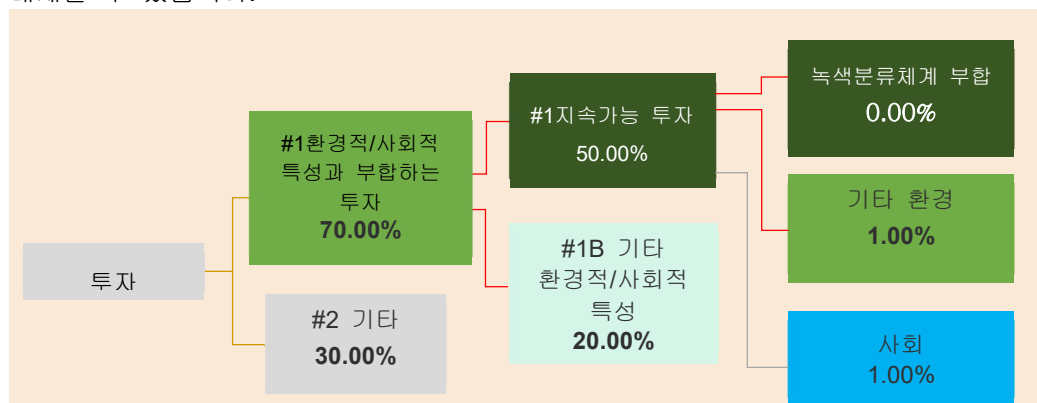 투자
#1환경적/사회적
특성과 부합하는
투자
70.00%
#2 기타
30.00%
#1지속가능 투자
50.00%
#1B 기타
환경적/사회적
특성
20.00%
녹색분류체계 부합
0.00%
기타 환경
1.00%
사회
1.00%